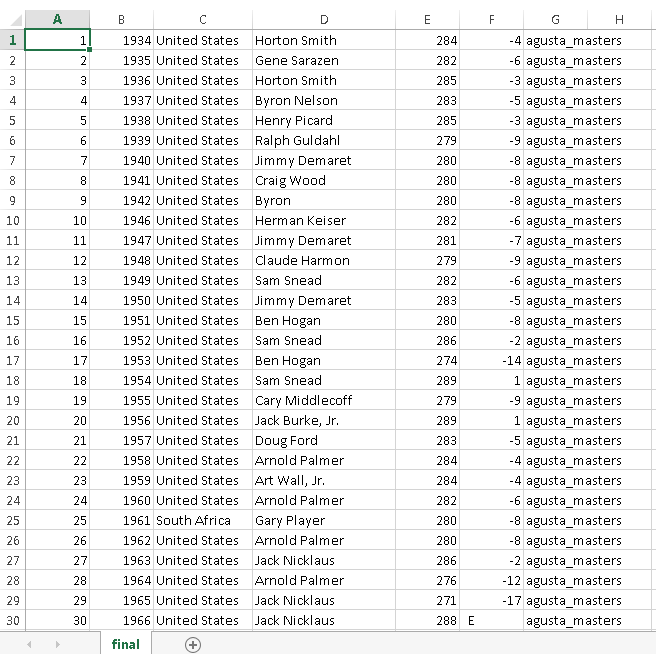 A B C D E F G H
1 1 1934 United States Horton Smith 284 -4 agusta_masters
2 2 1935 United States Gene Sarazen 282 -6 agusta_masters
3 3 1936 United States Horton Smith 285 -3 agusta_masters
4 4 1937 United States Byron Nelson 283 -5 agusta_masters
5 5 1938 United States Henry Picard 285 -3 agusta_masters
6 6 1939 United States Ralph Guldahl 279 -9 agusta_masters
7 7 1940 United States Jimmy Demaret 280 -8 agusta_masters
8 8 1941 United States Craig Wood 280 -8 agusta_masters
9 9 1942 United States Byron 280 -8 agusta_masters
10 10 1946 United States Herman Keiser 282 -6 agusta_masters
11 11 1947 United States Jimmy Demaret 281 -7 agusta_masters
12 12 1948 United States Claude Harmon 279 -9 agusta_masters
13 13 1949 United States Sam Snead 282 -6 agusta_masters
14 14 1950 United States Jimmy Demaret 283 -5 agusta_masters
15 15 1951 United States Ben Hogan 280 -8 agusta_masters
16 16 1952 United States Sam Snead 286 -2 agusta_masters
17 17 1953 United States Ben Hogan 274 -14 agusta_masters
18 18 1954 United States Sam Snead 289 1 agusta_masters
19 19 1955 United States Cary Middlecoff 279 -9 agusta_masters
20 20 1956 United States Jack Burke, Jr. 289 1 agusta_masters
21 21 1957 United States Doug Ford 283 -5 agusta_masters
22 22 1958 United States Arnold Palmer 284 -4 agusta_masters
23 23 1959 United States Art Wall, Jr. 284 -4 agusta_masters
24 24 1960 United States Arnold Palmer 282 -6 agusta_masters
25 25 1961 South Africa Gary Player 280 -8 agusta_masters
26 26 1962 United States Arnold Palmer 280 -8 agusta_masters
27 27 1963 United States Jack Nicklaus 286 -2 agusta_masters
28 28 1964 United States Arnold Palmer 276 -12 agusta_masters
29 29 1965 United States Jack Nicklaus 271 -17 agusta_masters
30 30 1966 United States Jack Nicklaus 288 E agusta_masters
final